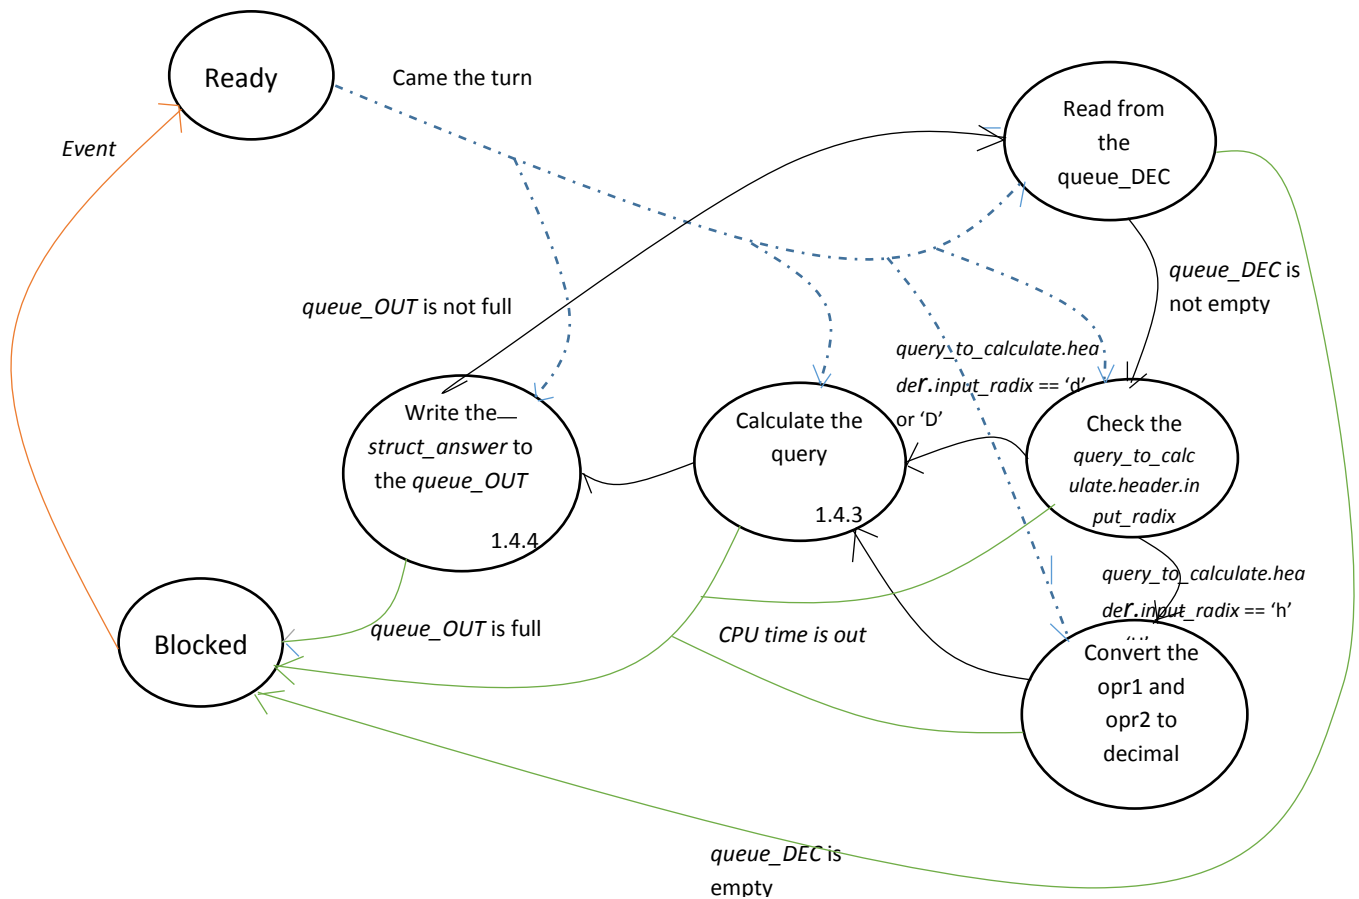 Ready
Came the turn
Read from
the
queue_DEC
Event
queue_DEC is
not empty
queue_OUT is not full
query_to_calculate.hea
der.input_radix == ‘d’
or ‘D’
Write the
struct_answer to
the queue_OUT
1.4.4
Calculate the
query
1.4.3
Check the
query_to_calc
ulate.header.in
put_radix
query_to_calculate.hea
der.input_radix == ‘h’
Blocked
queue_OUT is full
CPU time is out
Convert the
opr1 and
opr2 to
decimal
queue_DEC is
empty